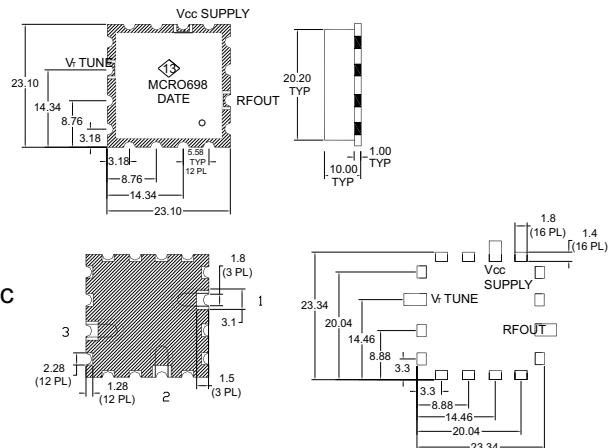 Vcc SUPPLY
VT TUNE
13
MCRO698
DATE
RFOUT
23.10
14.34
8.76
3.18
3.18
5.58
TYP
12 PL
8.76
14.34
23.10
20.20
TYP
1.00
TYP
10.00
TYP
C
1.8
(3 PL)
1
3.1
3
2.28
(12 PL)
1.28
(12 PL)
2
1.5
(3 PL)
1.8
(16 PL)
1.4
(16 PL)
Vcc
SUPPLY
VT TUNE
RFOUT
23.34
20.04
14.46
8.88
3.3
3.3
8.88
14.46
20.04
23.34